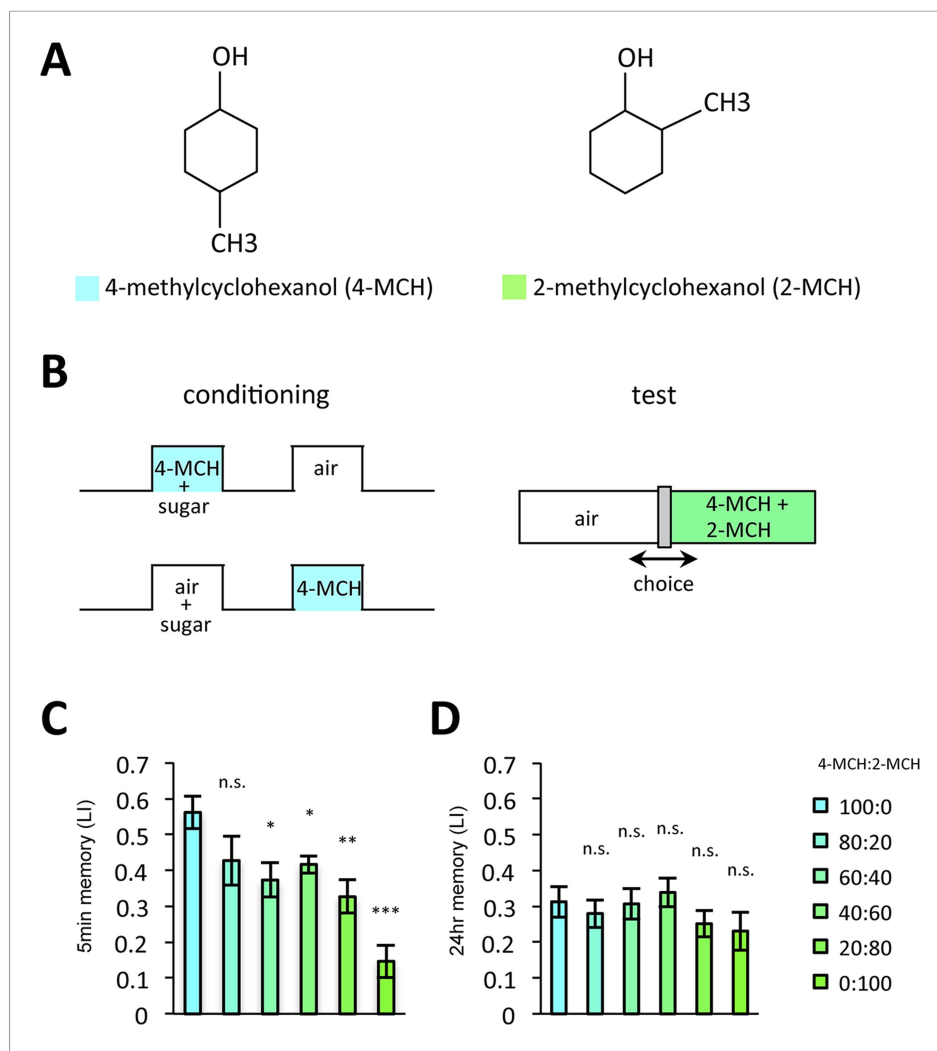 A
OH
CH3
4-methylcyclohexanol (4-MCH)
OH
CH3
2-methylcyclohexanol (2-MCH)
B
conditioning
4-MCH
+
sugar
air
air
+
sugar
4-MCH
test
air
4-MCH +
2-MCH
choice
C
5min memory (LI)
0.7
0.6
0.5
0.4
0.3
0.2
0.1
0
n.s.
*
*
**
***
D
24hr memory (LI)
0.7
0.6
0.5
0.4
0.3
0.2
0.1
0
n.s.
n.s.
n.s.
n.s.
n.s.
4-MCH:2-MCH
100:0
80:20
60:40
40:60
20:80
0:100